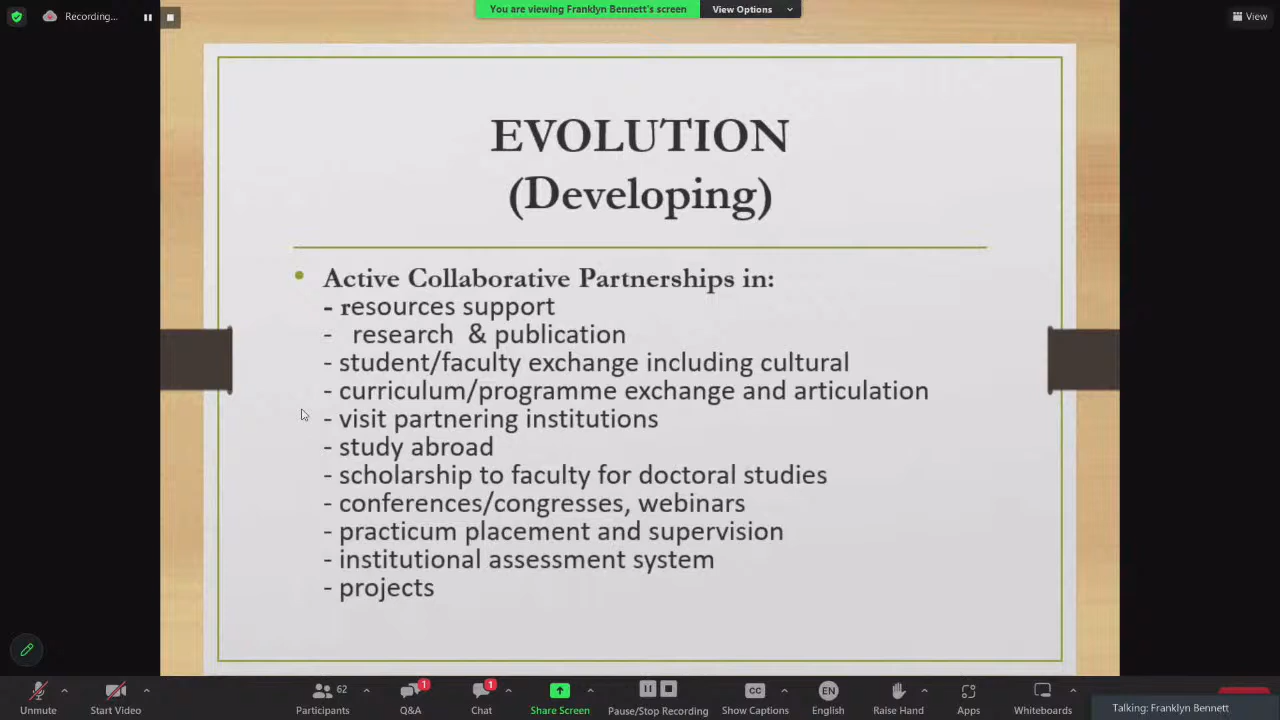 You are viewing Franklyn Bennett's screen
View Options
Recording...
View
EVOLUTION
(Developing)
Active Collaborative Partnerships in:
- resources support
- research & publication
- student/faculty exchange including cultural
- curriculum/programme exchange and articulation
- visit partnering institutions
- study abroad
- scholarship to faculty for doctoral studies
- conferences/congresses, webinars
- practicum placement and supervision
- institutional assessment system
- projects
Unmute
Start Video
62
Participants
1
Q&A
1
Chat
Share Screen
Pause/Stop Recording
CC
Show Captions
EN
English
Raise Hand
Apps
Whiteboards
Talking: Franklyn Bennett